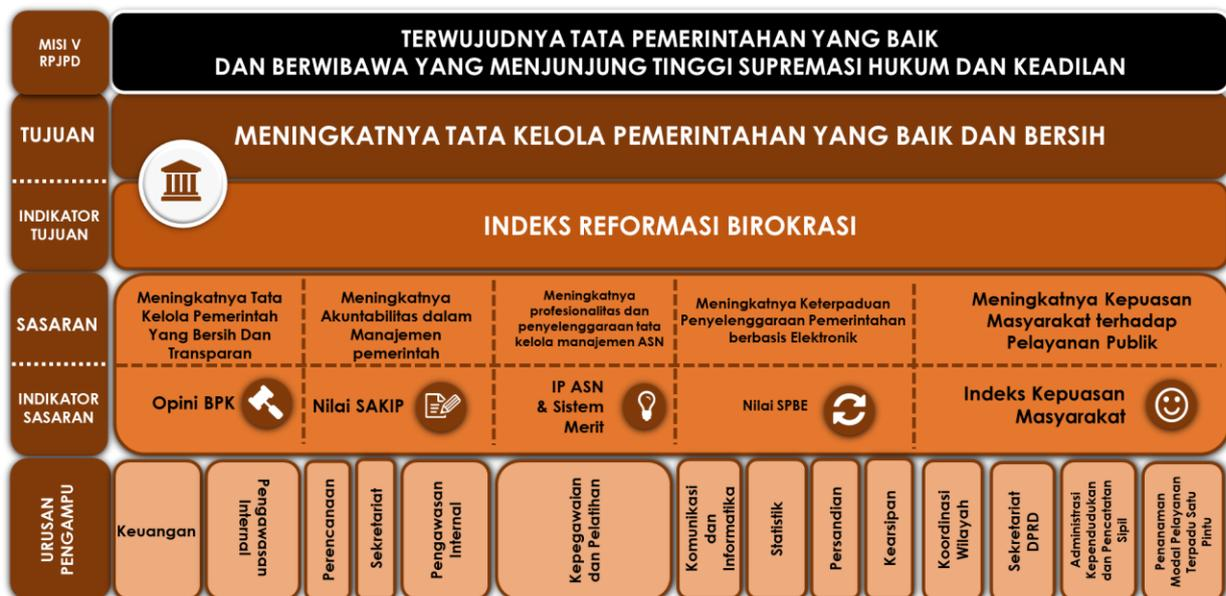 MISI V
RPJPD
TERWUJUDNYA TATA PEMERINTAHAN YANG BAIK
DAN BERWIBAWA YANG MENJUNJUNG TINGGI SUPREMASI HUKUM DAN KEADILAN
TUJUAN
MENINGKATNYA TATA KELOLA PEMERINTAHAN YANG BAIK DAN BERSIH
INDIKATOR
TUJUAN
INDEKS REFORMASI BIROKRASI
SASARAN
Meningkatnya Tata
Kelola Pemerintah
Yang Bersih Dan
Transparan
Meningkatnya
Akuntabilitas dalam
Manajemen
pemerintah
Meningkatnya
profesionalitas dan
penyelenggaraan tata
kelola manajemen ASN
Meningkatnya Keterpaduan
Penyelenggaraan Pemerintahan
berbasis Elektronik
Meningkatnya Kepuasan
Masyarakat terhadap
Pelayanan Publik
INDIKATOR
SASARAN
Opini BPK
Nilai SAKIP
IP ASN
& Sistem
Merit
Nilai SPBE
Indeks Kepuasan
Masyarakat
URUSAN
PENGAMPU
Keuangan
Pengawasan
Internal
Perencanaan
Sekretariat
Pengawasan
Internal
Kepegawaian
dan Pelatihan
Komunikasi
dan
Informatika
Statistik
Persandian
Kearsipan
Koordinasi
Wilayah
Sekretariat
DPRD
Administrasi
Kependudukan
dan Pencatatan
Sipil
Penanaman
Modal Pelayanan
Terpadu Satu
Pintu